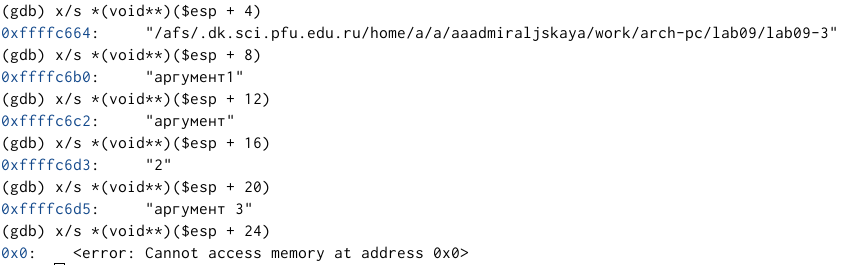 (gdb) x/s *(void**)($esp + 4)
0xffffc664: "/afs/.dk.sci.pfu.edu.ru/home/a/a/aaadmiraljskaya/work/arch-pc/lab09/lab09-3"
(gdb) x/s *(void**)($esp + 8)
0xffffc6b0: "аргумент1"
(gdb) x/s *(void**)($esp + 12)
0xffffc6c2: "аргумент"
(gdb) x/s *(void**)($esp + 16)
0xffffc6d3: "2"
(gdb) x/s *(void**)($esp + 20)
0xffffc6d5: "аргумент 3"
(gdb) x/s *(void**)($esp + 24)
0x0: <error: Cannot access memory at address 0x0>